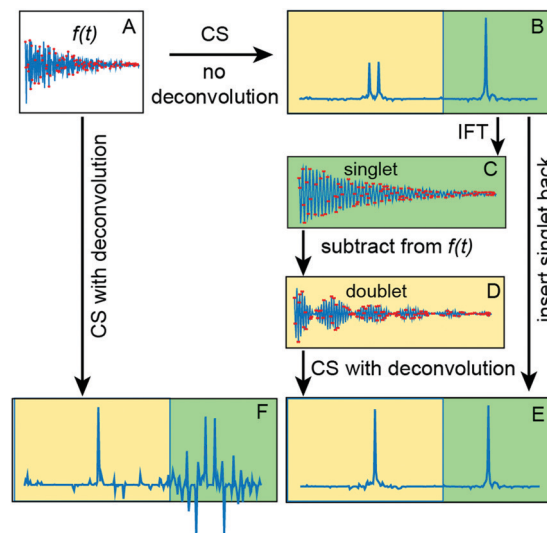 A
f(t)
CS
no
deconvolution
B
IFT
C
singlet
subtract from f(t)
D
doublet
CS with deconvolution
CS with deconvolution
insert singlet back
F
E